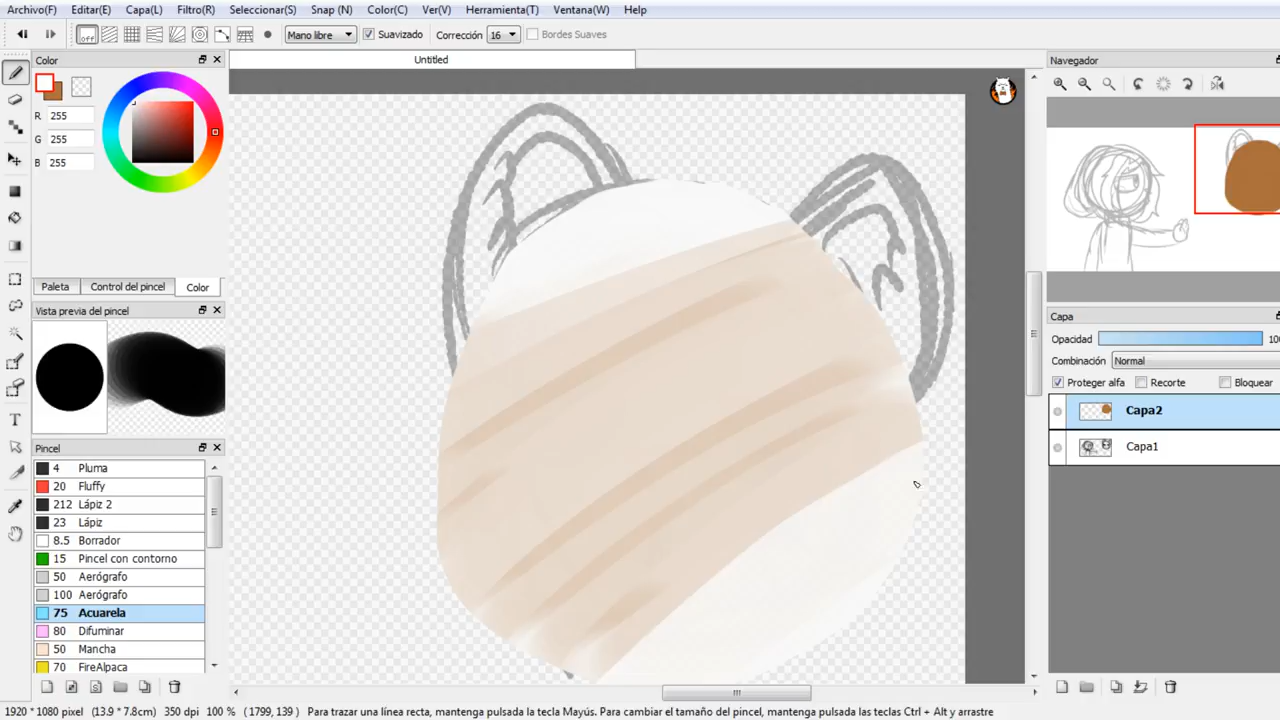 Archivo(F) Editar(E) Capa(L) Filtro(R) Seleccionar(S) Snap (N) Color(C) Ver(V) Herramienta(T) Ventana(W) Help
Off Mano libre Suavizado Corrección 16 Bordes Suaves
Color
Untitled
Navegador
R 255
G 255
B 255
Paleta Control del pincel Color
Vista previa del pincel
Capa
Opacidad 100
Combinación Normal
Proteger alfa Recorte Bloquear
Capa2
Capa1
Pincel
4 Pluma
20 Fluffy
212 Lápiz 2
23 Lápiz
8.5 Borrador
15 Pincel con contorno
50 Aerógrafo
100 Aerógrafo
75 Acuarela
80 Difuminar
50 Mancha
70 FireAlpaca
1920 * 1080 pixel (13.9 * 7.8cm) 350 dpi 100 % ( 1799, 139 ) Para trazar una línea recta, mantenga pulsada la tecla Mayús. Para cambiar el tamaño del pincel, mantenga pulsadas las teclas Ctrl + Alt y arrastre